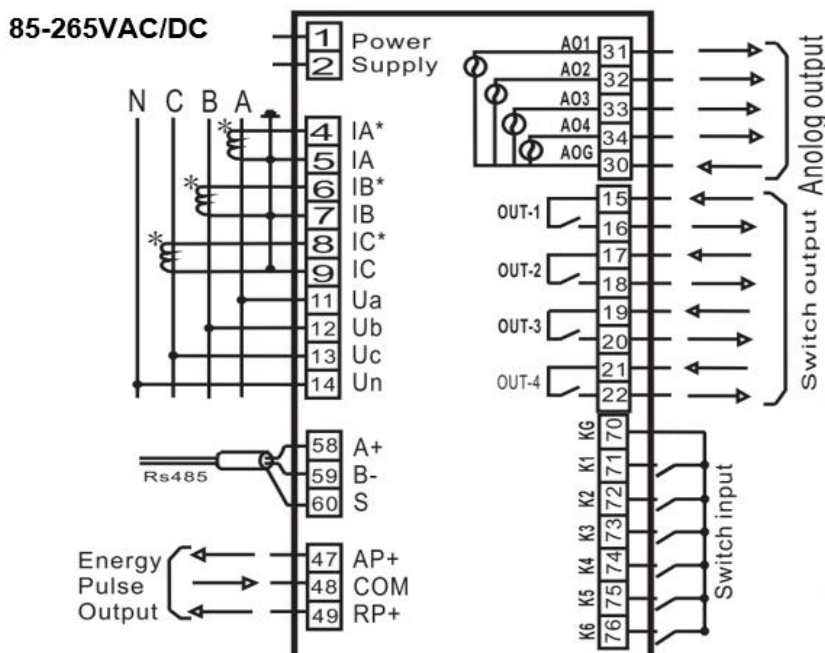 85-265VAC/DC
1 Power
2 Supply
N C B A
* 4 IA*
5 IA
* 6 IB*
7 IB
* 8 IC*
9 IC
11 Ua
12 Ub
13 Uc
14 Un
Rs485
58 A+
59 B-
60 S
Energy
Pulse
Output
47 AP+
48 COM
49 RP+
AO1 31
AO2 32
AO3 33
AO4 34
AOG 30
Anolog output
OUT-1 15
16
OUT-2 17
18
OUT-3 19
20
OUT-4 21
22
Switch output
KG 70
K1 71
K2 72
K3 73
K4 74
K5 75
K6 76
Switch input